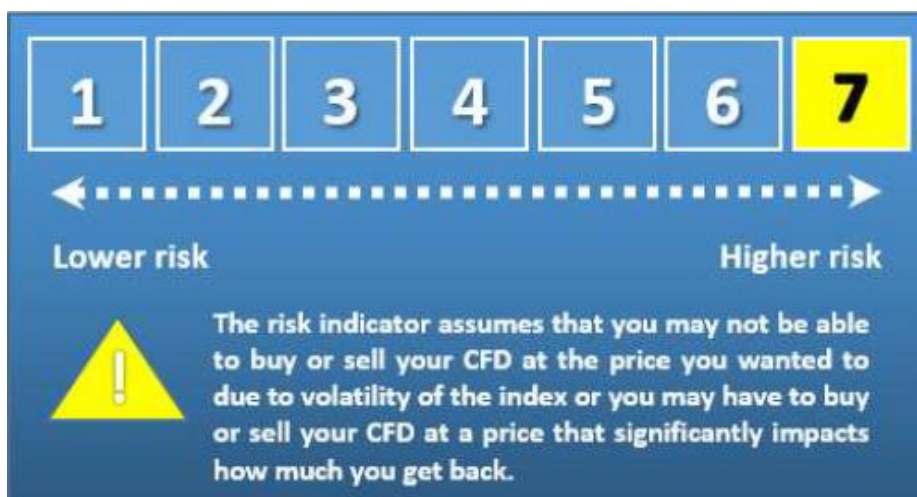 1 2 3 4 5 6 7
Lower risk Higher risk
!
The risk indicator assumes that you may not be able
to buy or sell your CFD at the price you wanted to
due to volatility of the index or you may have to buy
or sell your CFD at a price that significantly impacts
how much you get back.